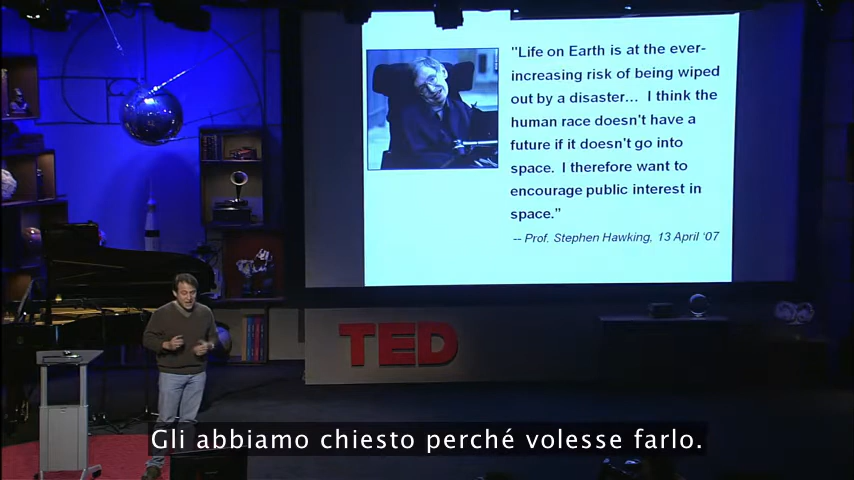 "Life on Earth is at the ever-
increasing risk of being wiped
out by a disaster... I think the
human race doesn't have a
future if it doesn't go into
space. I therefore want to
encourage public interest in
space."
-- Prof. Stephen Hawking, 13 April '07
TED
Gli abbiamo chiesto perché volesse farlo.